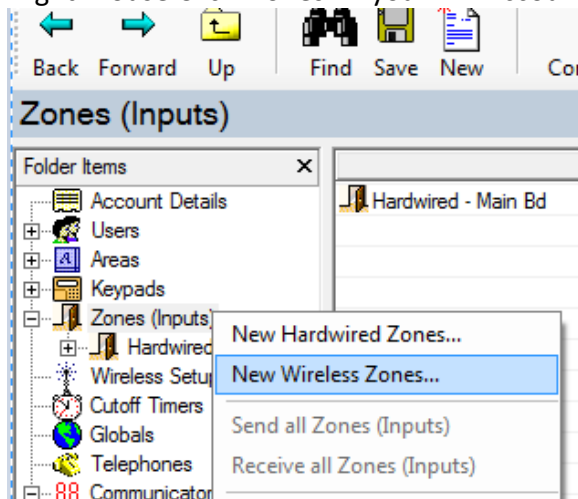 Back Forward Up Find Save New
Zones (Inputs)
Folder Items
Account Details
Hardwired - Main Bd
Users
Areas
Keypads
Zones (Inputs)
Hardwired
Wireless Setup
Cutoff Timers
Globals
Telephones
Communicator
New Hardwired Zones...
New Wireless Zones...
Send all Zones (Inputs)
Receive all Zones (Inputs)